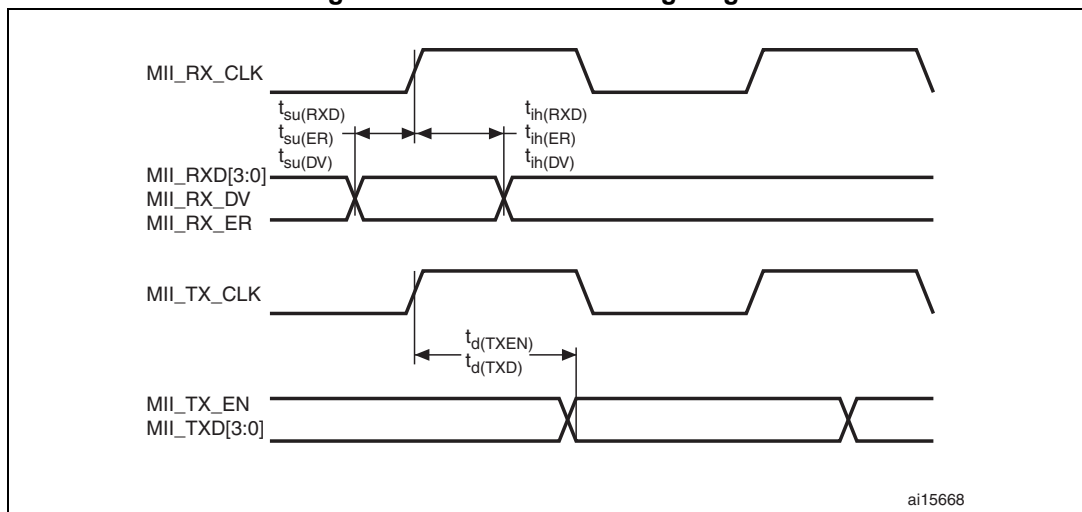 MII_RX_CLK
t_su(RXD)
t_su(ER)
t_su(DV)
t_ih(RXD)
t_ih(ER)
t_ih(DV)
MII_RXD[3:0]
MII_RX_DV
MII_RX_ER
MII_TX_CLK
t_d(TXEN)
t_d(TXD)
MII_TX_EN
MII_TXD[3:0]
ai15668